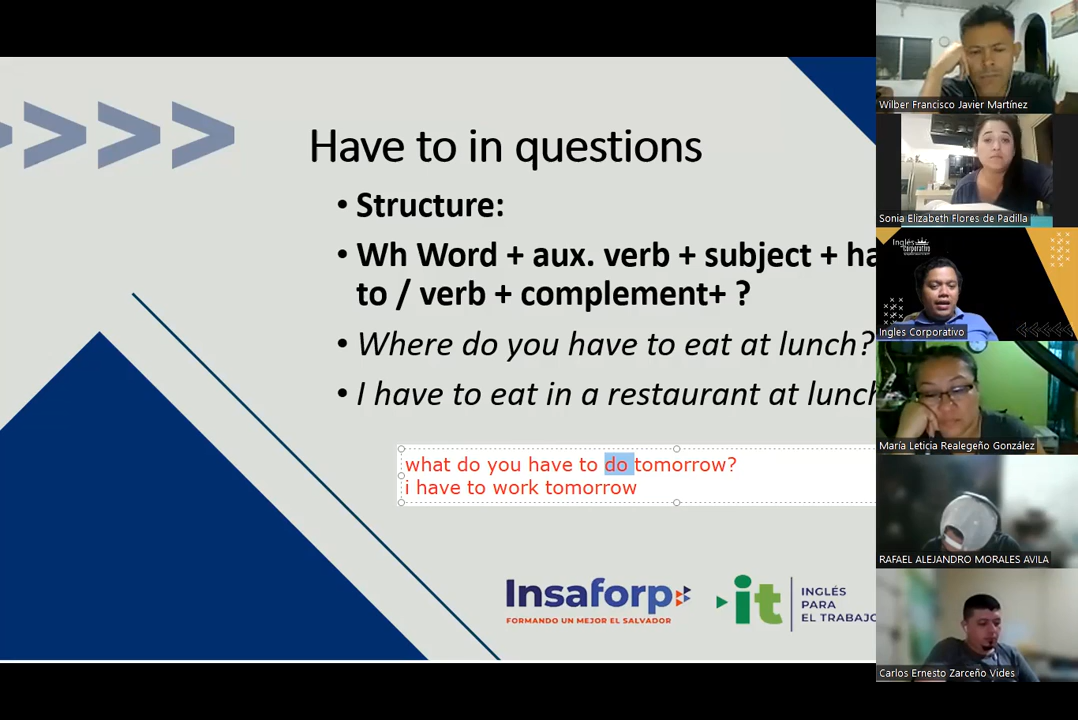 Have to in questions
• Structure:
• Wh Word + aux. verb + subject + ha
to / verb + complement+ ?
• Where do you have to eat at lunch?
• I have to eat in a restaurant at lunch
what do you have to do tomorrow?
i have to work tomorrow
Insaforp
FORMANDO UN MEJOR EL SALVADOR
it
INGLÉS
PARA
EL TRABAJO
Wilber Francisco Javier Martínez
Sonia Elizabeth Flores de Padilla
Inglés
Corporativo
Ingles Corporativo
María Leticia Realegeño González
RAFAEL ALEJANDRO MORALES AVILA
Carlos Ernesto Zarceño Vides